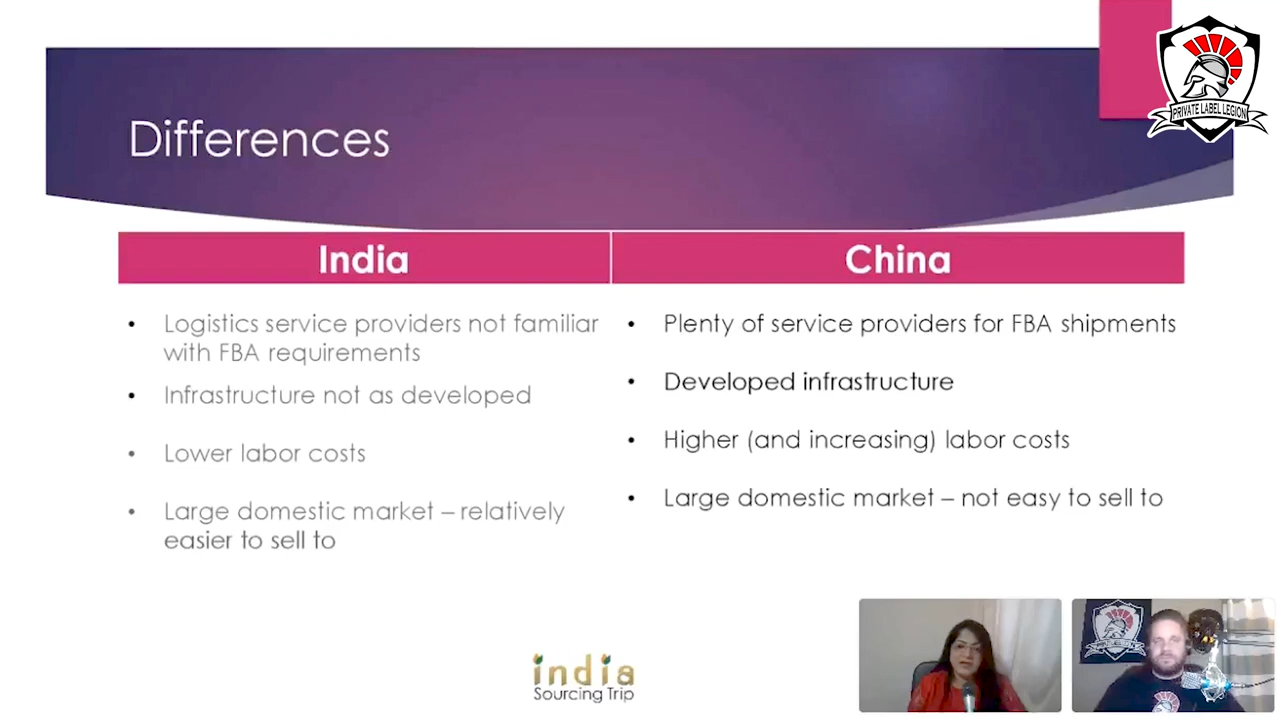 PRIVATE LABEL LEGION
Differences
India
China
• Logistics service providers not familiar
with FBA requirements
• Infrastructure not as developed
• Lower labor costs
• Large domestic market – relatively
easier to sell to
• Plenty of service providers for FBA shipments
• Developed infrastructure
• Higher (and increasing) labor costs
• Large domestic market – not easy to sell to
india
Sourcing Trip